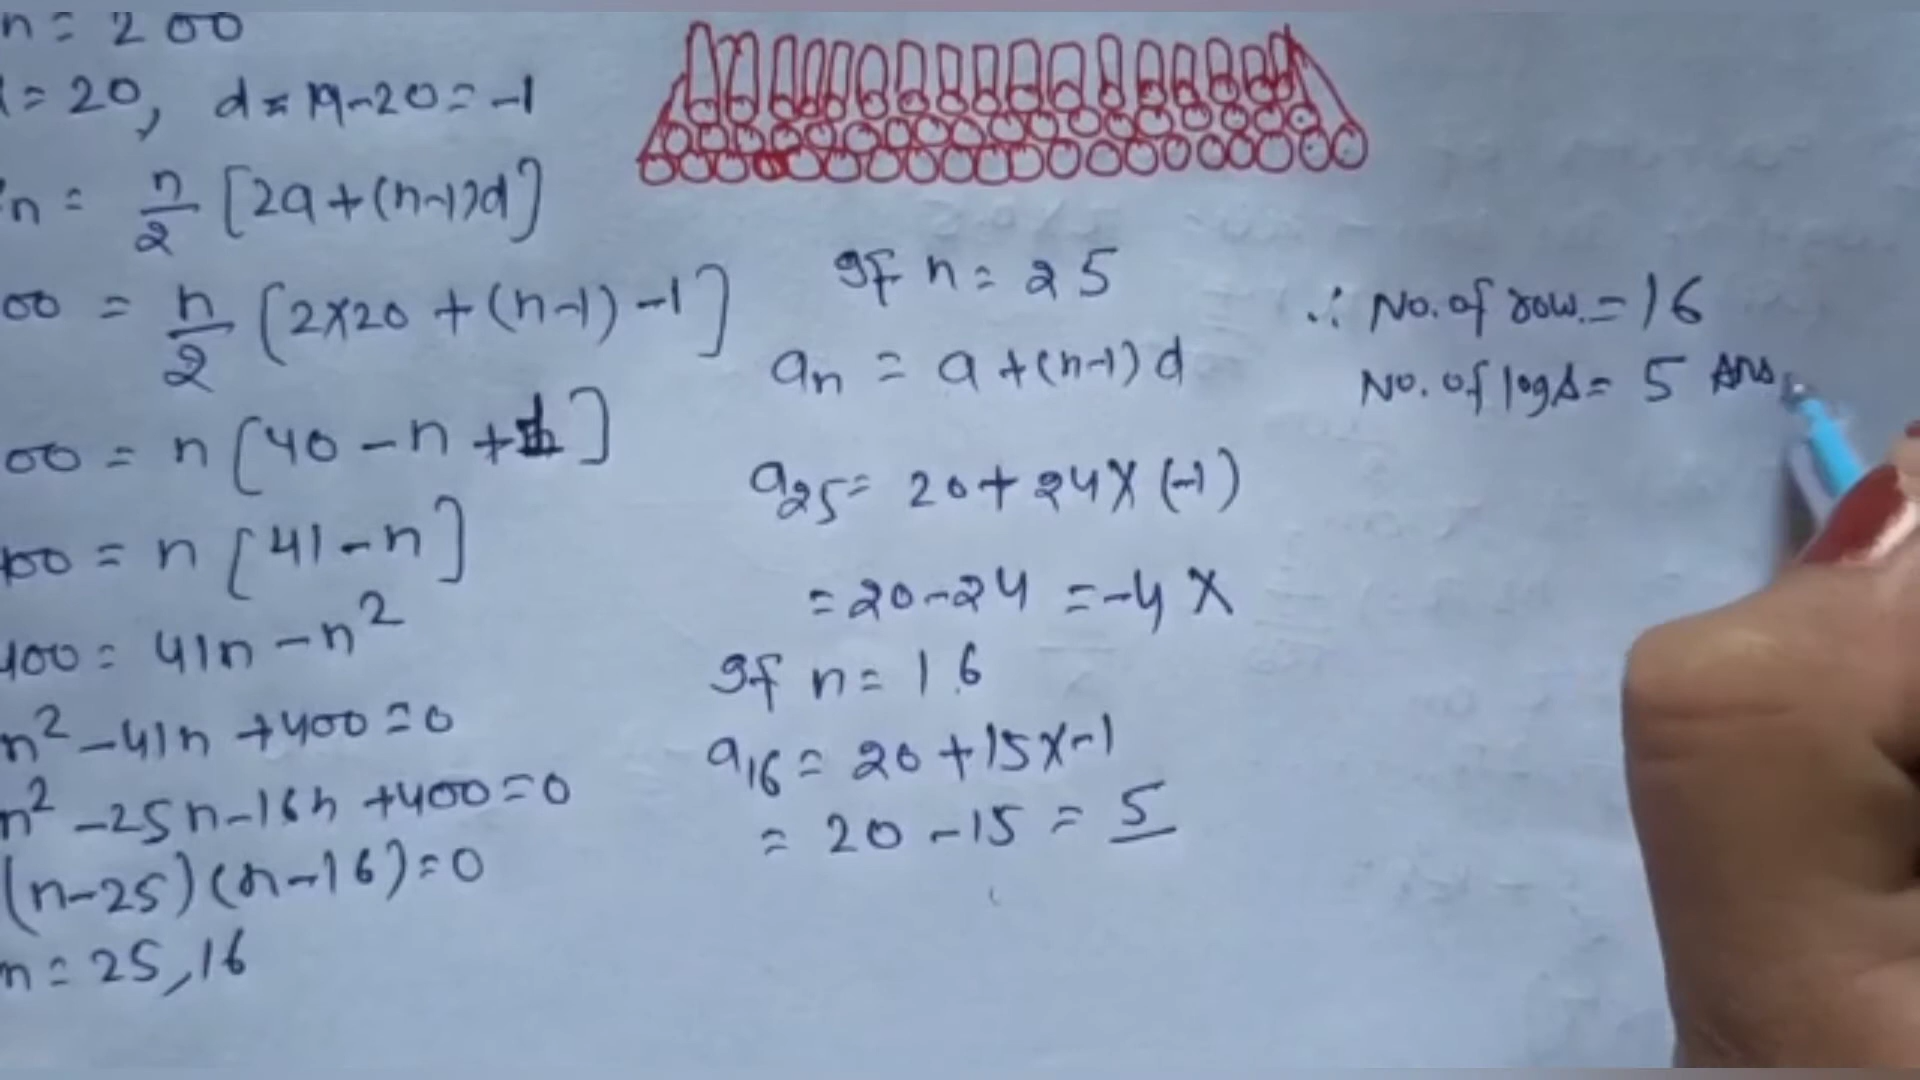 n = 200
= 20, d = 19-20 = -1
n = n/2 [2a+(n-1)d]
00 = n/2 [2x20 + (n-1) -1]
00 = n [40 - n + 1]
400 = n [41 - n]
400 = 41n - n²
n² - 41n + 400 = 0
n² - 25n - 16n + 400 = 0
(n-25)(n-16) = 0
n = 25, 16
If n = 25
an = a + (n-1)d
a25 = 20 + 24 x (-1)
= 20 - 24 = -4 X
If n = 16
a16 = 20 + 15 x -1
= 20 - 15 = 5
∴ No. of row. = 16
No. of logs = 5 Ans